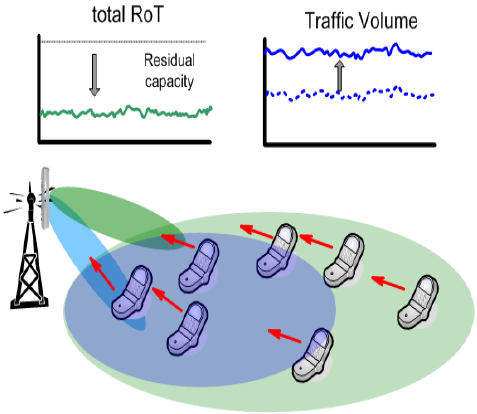 total RoT
Traffic Volume
Residual
capacity